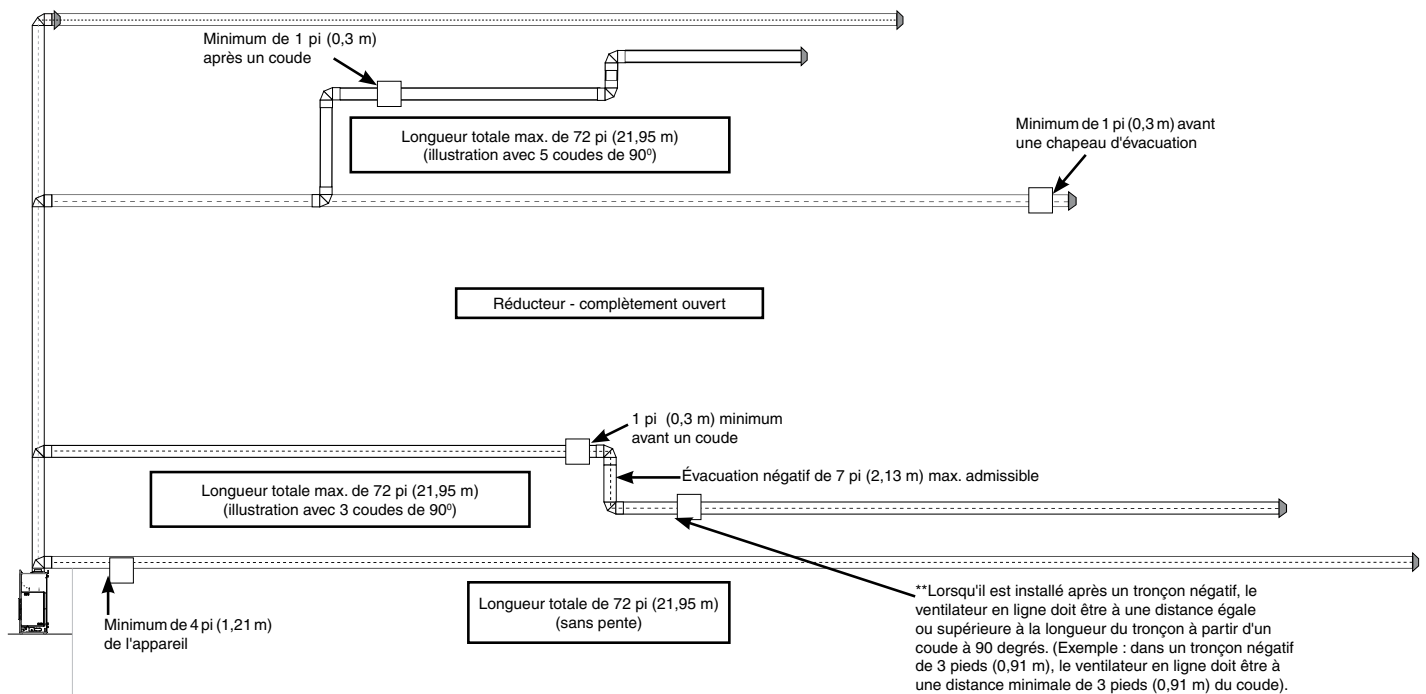 Minimum de 1 pi (0,3 m)
après un coude
Longueur totale max. de 72 pi (21,95 m)
(illustration avec 5 coudes de 90⁰)
Minimum de 1 pi (0,3 m) avant
une chapeau d'évacuation
Réducteur - complètement ouvert
1 pi (0,3 m) minimum
avant un coude
Évacuation négatif de 7 pi (2,13 m) max. admissible
Longueur totale max. de 72 pi (21,95 m)
(illustration avec 3 coudes de 90⁰)
Minimum de 4 pi (1,21 m)
de l'appareil
Longueur totale de 72 pi (21,95 m)
(sans pente)
**Lorsqu'il est installé après un tronçon négatif, le
ventilateur en ligne doit être à une distance égale
ou supérieure à la longueur du tronçon à partir d'un
coude à 90 degrés. (Exemple : dans un tronçon négatif
de 3 pieds (0,91 m), le ventilateur en ligne doit être à
une distance minimale de 3 pieds (0,91 m) du coude).